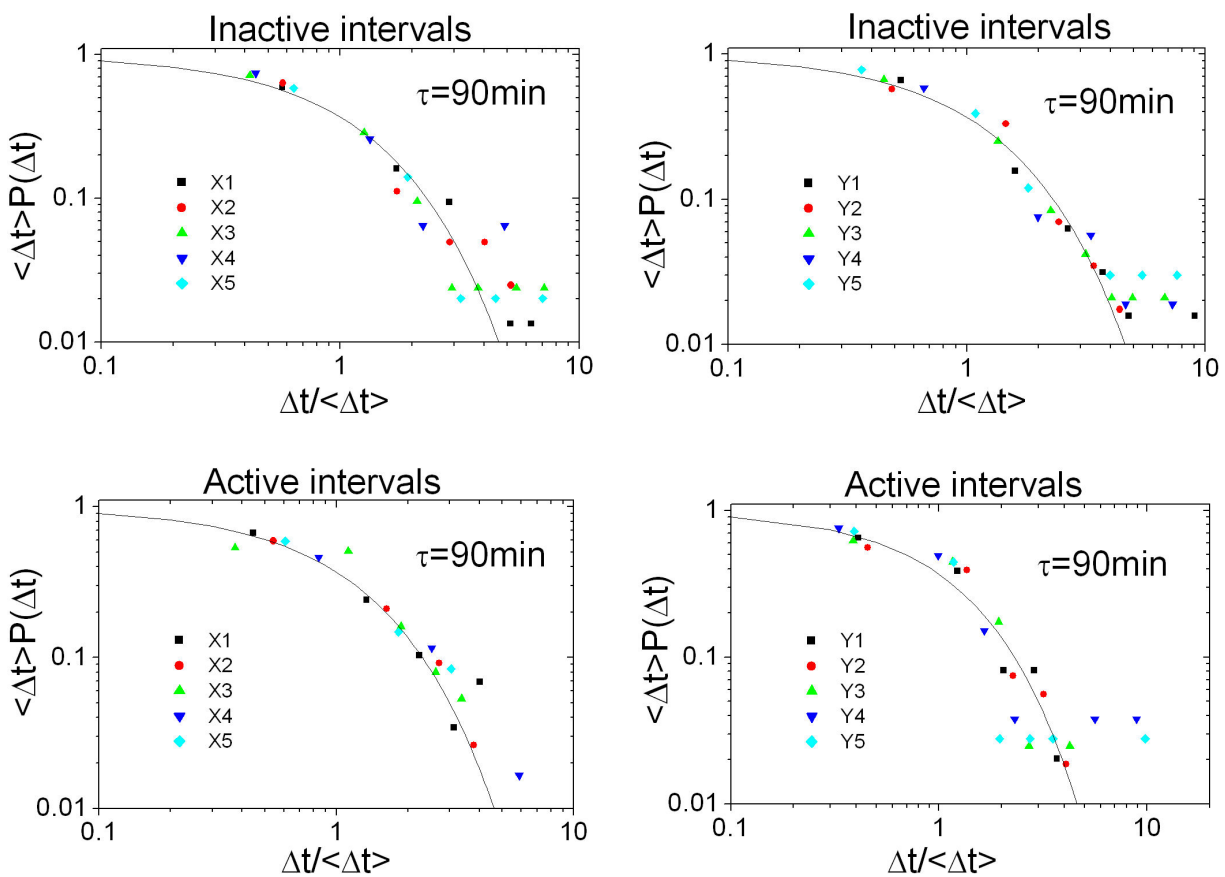 Inactive intervals
1
0.1
0.01
0.1
1
10
<Δt>P(Δt)
Δt/<Δt>
τ=90min
X1
X2
X3
X4
X5
Inactive intervals
1
0.1
0.01
0.1
1
10
<Δt>P(Δt)
Δt/<Δt>
τ=90min
Y1
Y2
Y3
Y4
Y5
Active intervals
1
0.1
0.01
0.1
1
10
<Δt>P(Δt)
Δt/<Δt>
τ=90min
X1
X2
X3
X4
X5
Active intervals
1
0.1
0.01
0.1
1
10
<Δt>P(Δt)
Δt/<Δt>
τ=90min
Y1
Y2
Y3
Y4
Y5